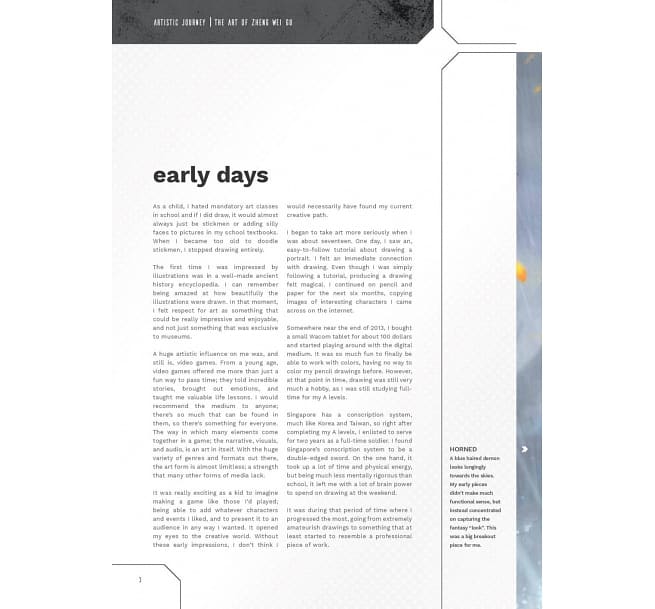 ARTISTIC JOURNEY | THE ART OF ZHENG WEI GU
early days
As a child, I hated mandatory art classes
in school and if I did draw, it would almost
always just be stickmen or adding silly
faces to pictures in my school textbooks.
When I became too old to doodle
stickmen, I stopped drawing entirely.
The first time I was impressed by
illustrations was in a well-made ancient
history encyclopedia. I can remember
being amazed at how beautifully the
illustrations were drawn. In that moment,
I felt respect for art as something that
could be really impressive and enjoyable,
and not just something that was exclusive
to museums.
A huge artistic influence on me was, and
still is, video games. From a young age,
video games offered me more than just a
fun way to pass time; they told incredible
stories, brought out emotions, and
taught me valuable life lessons. I would
recommend the medium to anyone;
there's so much that can be found in
them, so there's something for everyone.
The way in which many elements come
together in a game; the narrative, visuals,
and audio, is an art in itself. With the huge
variety of genres and formats out there,
the art form is almost limitless; a strength
that many other forms of media lack.
It was really exciting as a kid to imagine
making a game like those I'd played;
being able to add whatever characters
and events I liked, and to present it to an
audience in any way I wanted. It opened
my eyes to the creative world. Without
these early impressions, I don't think I
would necessarily have found my current
creative path.
I began to take art more seriously when I
was about seventeen. One day, I saw an,
easy-to-follow tutorial about drawing a
portrait. I felt an immediate connection
with drawing. Even though I was simply
following a tutorial, producing a drawing
felt magical. I continued on pencil and
paper for the next six months, copying
images of interesting characters I came
across on the internet.
Somewhere near the end of 2013, I bought
a small Wacom tablet for about 100 dollars
and started playing around with the digital
medium. It was so much fun to finally be
able to work with colors, having no way to
color my pencil drawings before. However,
at that point in time, drawing was still very
much a hobby, as I was still studying full-
time for my A levels.
Singapore has a conscription system,
much like Korea and Taiwan, so right after
completing my A levels, I enlisted to serve
for two years as a full-time soldier. I found
Singapore's conscription system to be a
double-edged sword. On the one hand, it
took up a lot of time and physical energy,
but being much less mentally rigorous than
school, it left me with a lot of brain power
to spend on drawing at the weekend.
It was during that period of time where I
progressed the most, going from extremely
amateurish drawings to something that at
least started to resemble a professional
piece of work.
HORNED
A blue haired demon
looks longingly
towards the skies.
My early pieces
didn't make much
functional sense, but
instead concentrated
on capturing the
fantasy "look". This
was a big breakout
piece for me.